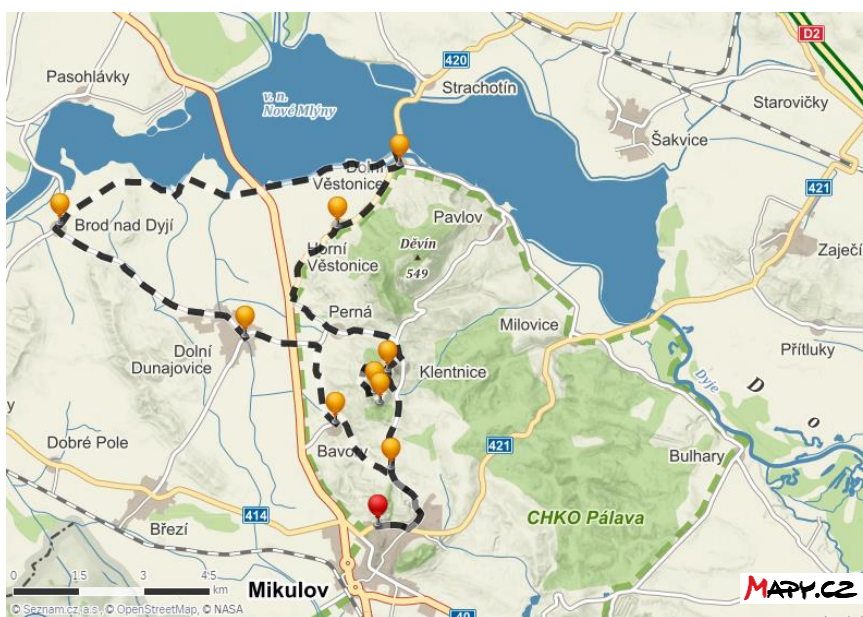 D2
420
Pasohlávky
Strachotín
Starovičky
v. n.
Nové Mlýny
Šakvice
Dolní
Věstonice
421
Brod nad Dyjí
Pavlov
Děvín
549
Zaječí
Horní
Věstonice
Perná
Milovice
Přítluky
Dolní
Dunajovice
Klentnice
Dyje
D
o
y
Dobré Pole
Bavory
421
Bulhary
414
Březí
CHKO Pálava
0 1.5 3 4.5
km
Mikulov
MAPY.CZ
© Seznam.cz, a.s., © OpenStreetMap, © NASA
40